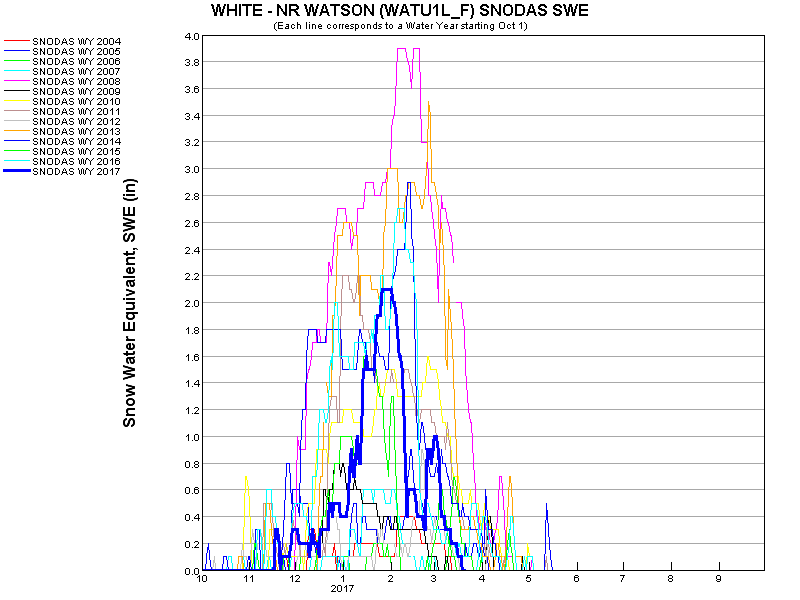 WHITE - NR WATSON (WATU1L_F) SNODAS SWE
(Each line corresponds to a Water Year starting Oct 1)
SNODAS WY 2004
SNODAS WY 2005
SNODAS WY 2006
SNODAS WY 2007
SNODAS WY 2008
SNODAS WY 2009
SNODAS WY 2010
SNODAS WY 2011
SNODAS WY 2012
SNODAS WY 2013
SNODAS WY 2014
SNODAS WY 2015
SNODAS WY 2016
SNODAS WY 2017
Snow Water Equivalent, SWE (in)
4.0
3.8
3.6
3.4
3.2
3.0
2.8
2.6
2.4
2.2
2.0
1.8
1.6
1.4
1.2
1.0
0.8
0.6
0.4
0.2
0.0
10 11 12 1 2 3 4 5 6 7 8 9
2017